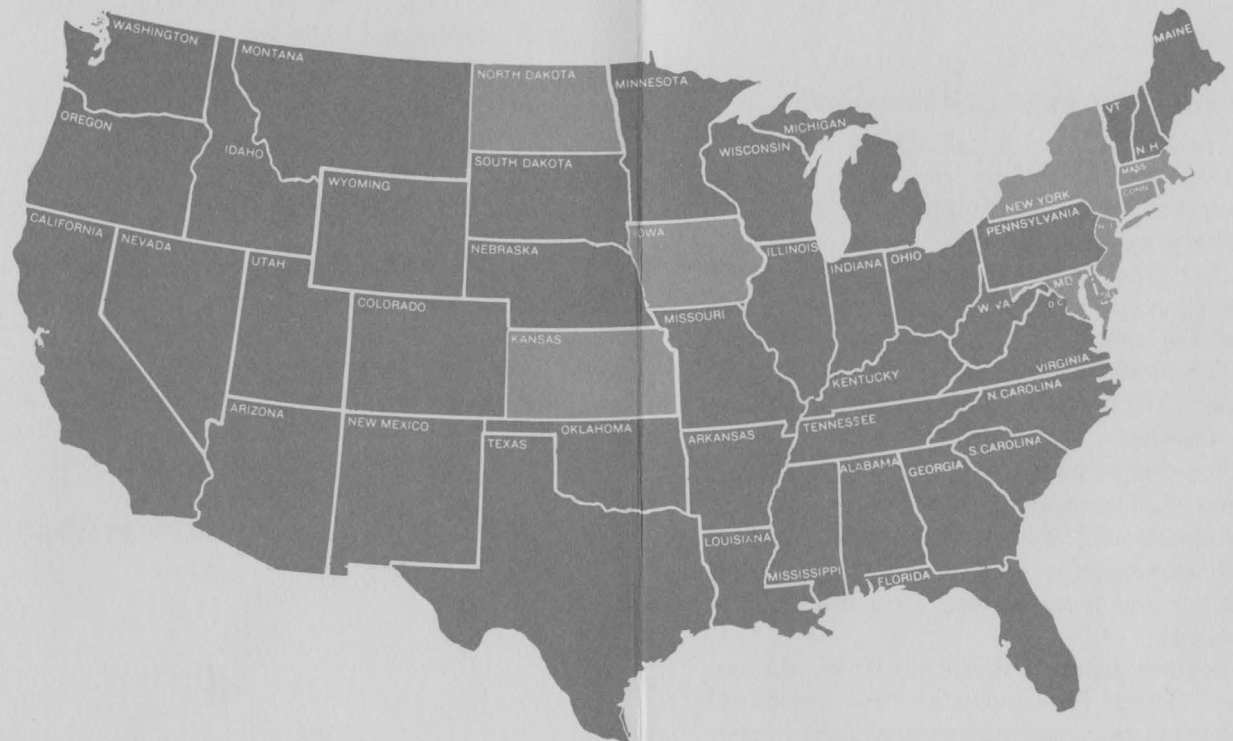 WASHINGTON
MONTANA
NORTH DAKOTA
MINNESOTA
MAINE
OREGON
IDAHO
SOUTH DAKOTA
WISCONSIN
MICHIGAN
VT
N H
MASS
CONN
WYOMING
NEW YORK
CALIFORNIA
NEVADA
UTAH
NEBRASKA
IOWA
ILLINOIS
INDIANA
OHIO
PENNSYLVANIA
COLORADO
MISSOURI
W. VA
MD
D C
KANSAS
KENTUCKY
VIRGINIA
N. CAROLINA
ARIZONA
NEW MEXICO
TEXAS
OKLAHOMA
ARKANSAS
TENNESSEE
S. CAROLINA
ALABAMA
GEORGIA
LOUISIANA
MISSISSIPPI
FLORIDA